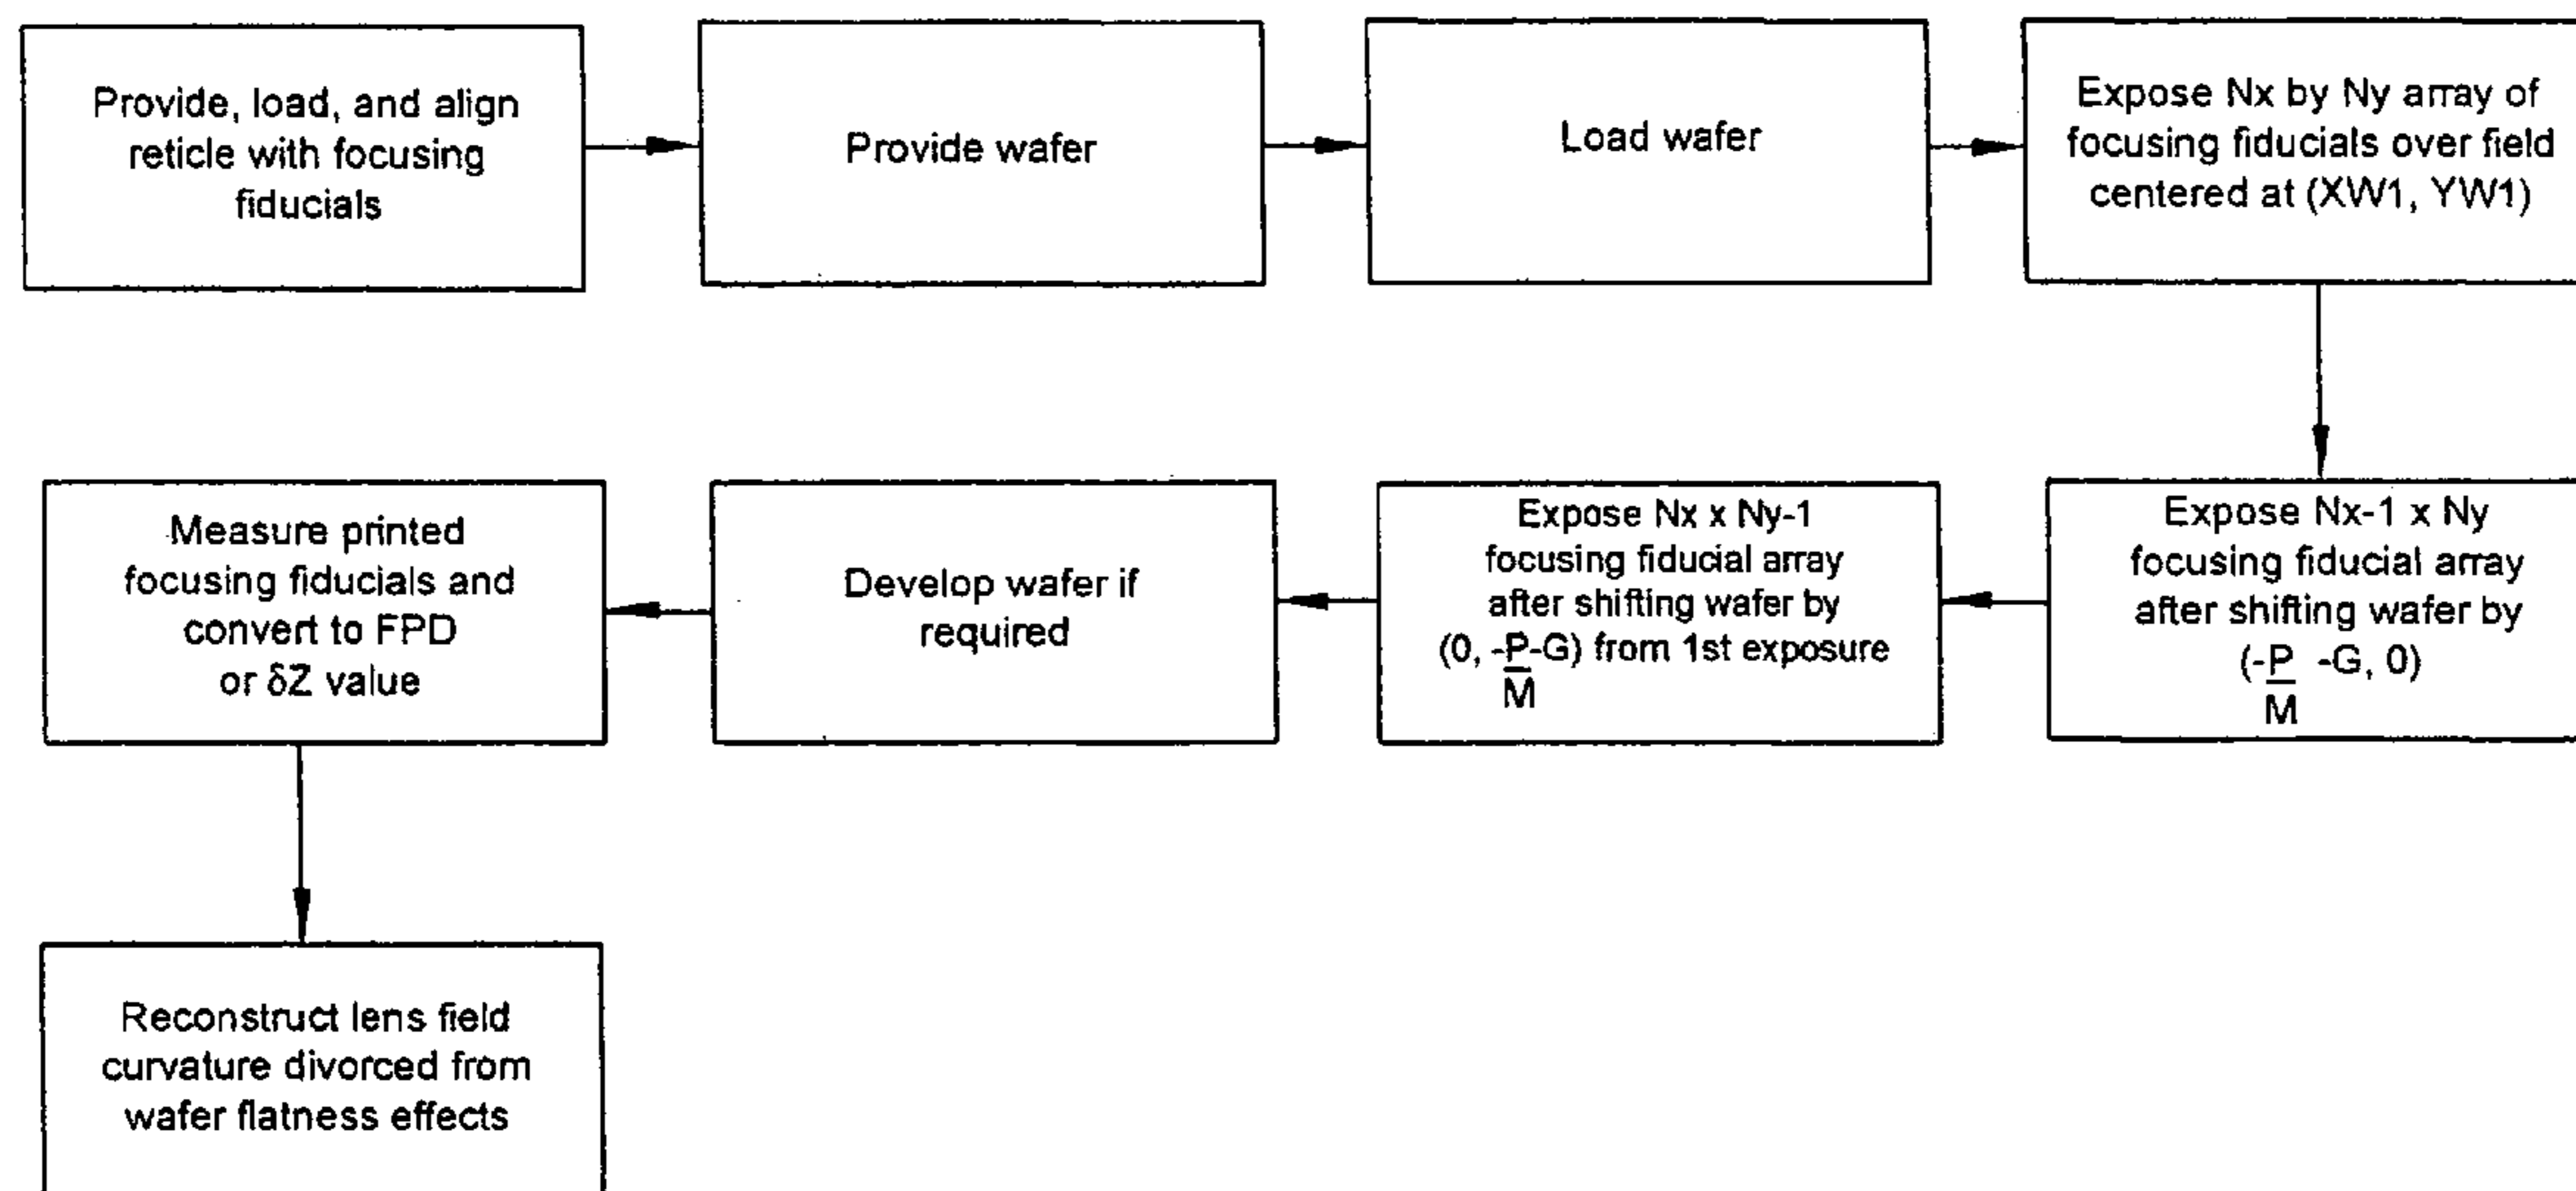 Provide, load, and align
reticle with focusing
fiducials
Provide wafer
Load wafer
Expose Nx by Ny array of
focusing fiducials over field
centered at (XW1, YW1)
Expose Nx-1 x Ny
focusing fiducial array
after shifting wafer by
(-P -G, 0)
M
Expose Nx x Ny-1
focusing fiducial array
after shifting wafer by
(0, -P-G) from 1st exposure
M
Develop wafer if
required
Measure printed
focusing fiducials and
convert to FPD
or δZ value
Reconstruct lens field
curvature divorced from
wafer flatness effects